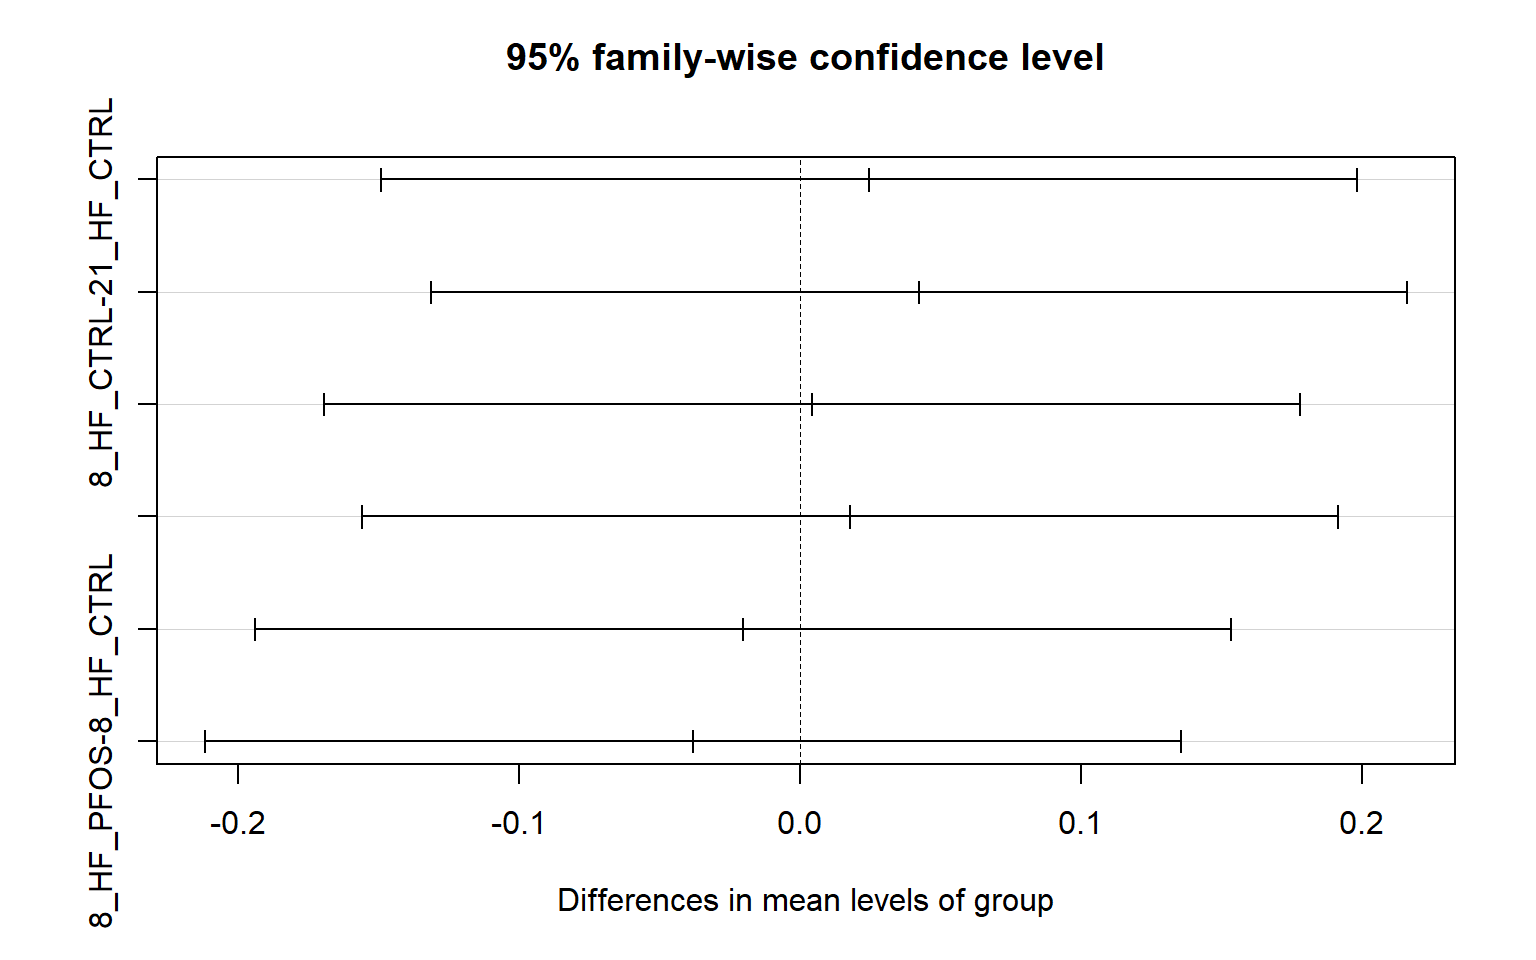 95% family-wise confidence level
8_HF_CTRL-21_HF_CTRL
8_HF_PFOS-8_HF_CTRL
-0.2 -0.1 0.0 0.1 0.2
Differences in mean levels of group